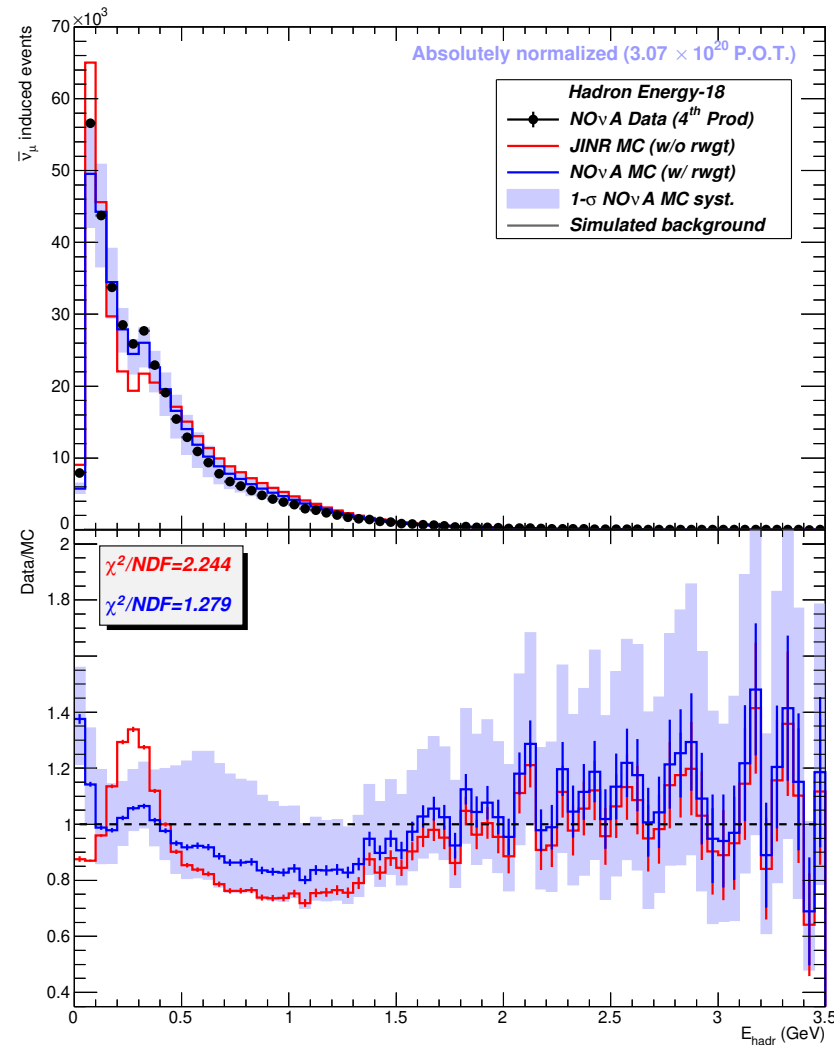 ×10³
70
60
50
40
30
20
10
0
ν̄_μ induced events
Absolutely normalized (3.07 × 10²⁰ P.O.T.)
Hadron Energy-18
NOνA Data (4ᵗʰ Prod)
JINR MC (w/o rwgt)
NOνA MC (w/ rwgt)
1-σ NOνA MC syst.
Simulated background
Data/MC
χ²/NDF=2.244
χ²/NDF=1.279
2
1.8
1.4
1.2
1
0.8
0.6
0.4
0 0.5 1 1.5 2 2.5 3 3.5
E_hadr (GeV)